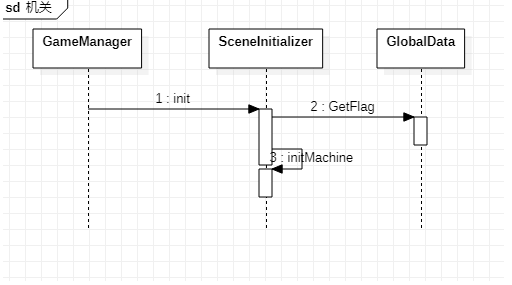 sd 机关
GameManager
SceneInitializer
GlobalData
1 : init
2 : GetFlag
3 : initMachine